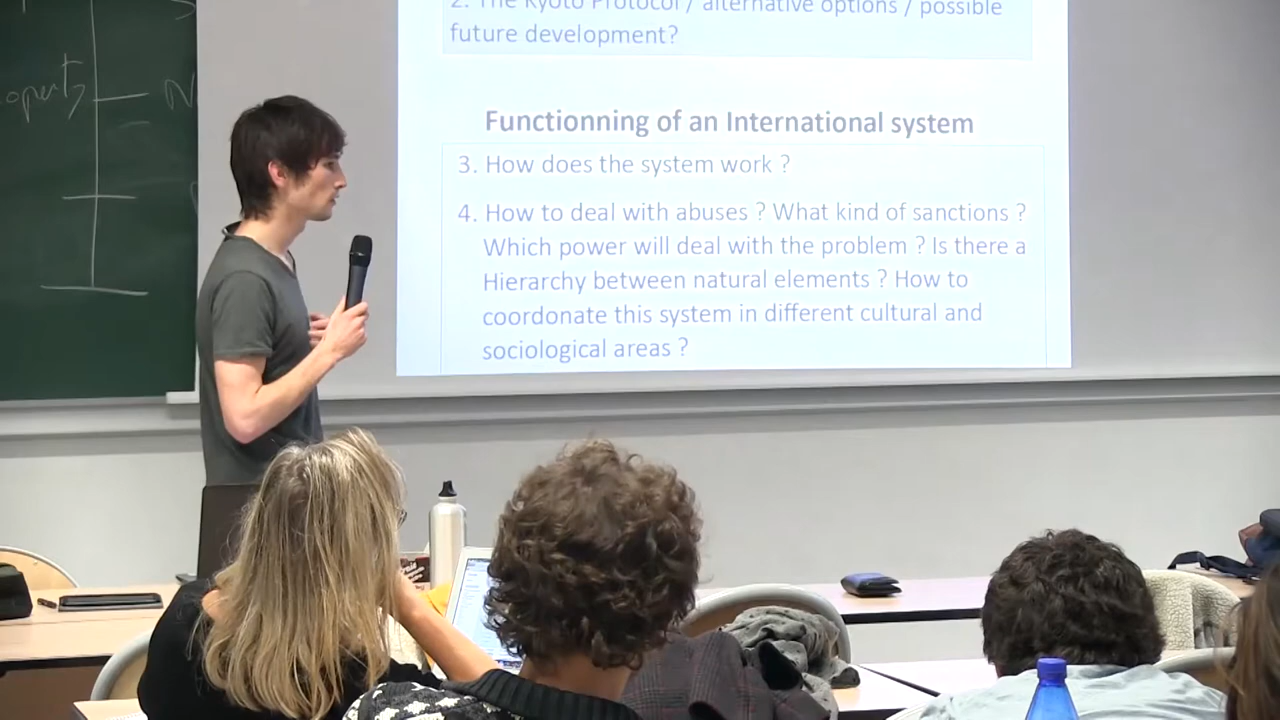 2. The Kyoto Protocol / alternative options / possible
future development?
Functionning of an International system
3. How does the system work ?
4. How to deal with abuses ? What kind of sanctions ?
Which power will deal with the problem ? Is there a
Hierarchy between natural elements ? How to
coordonate this system in different cultural and
sociological areas ?